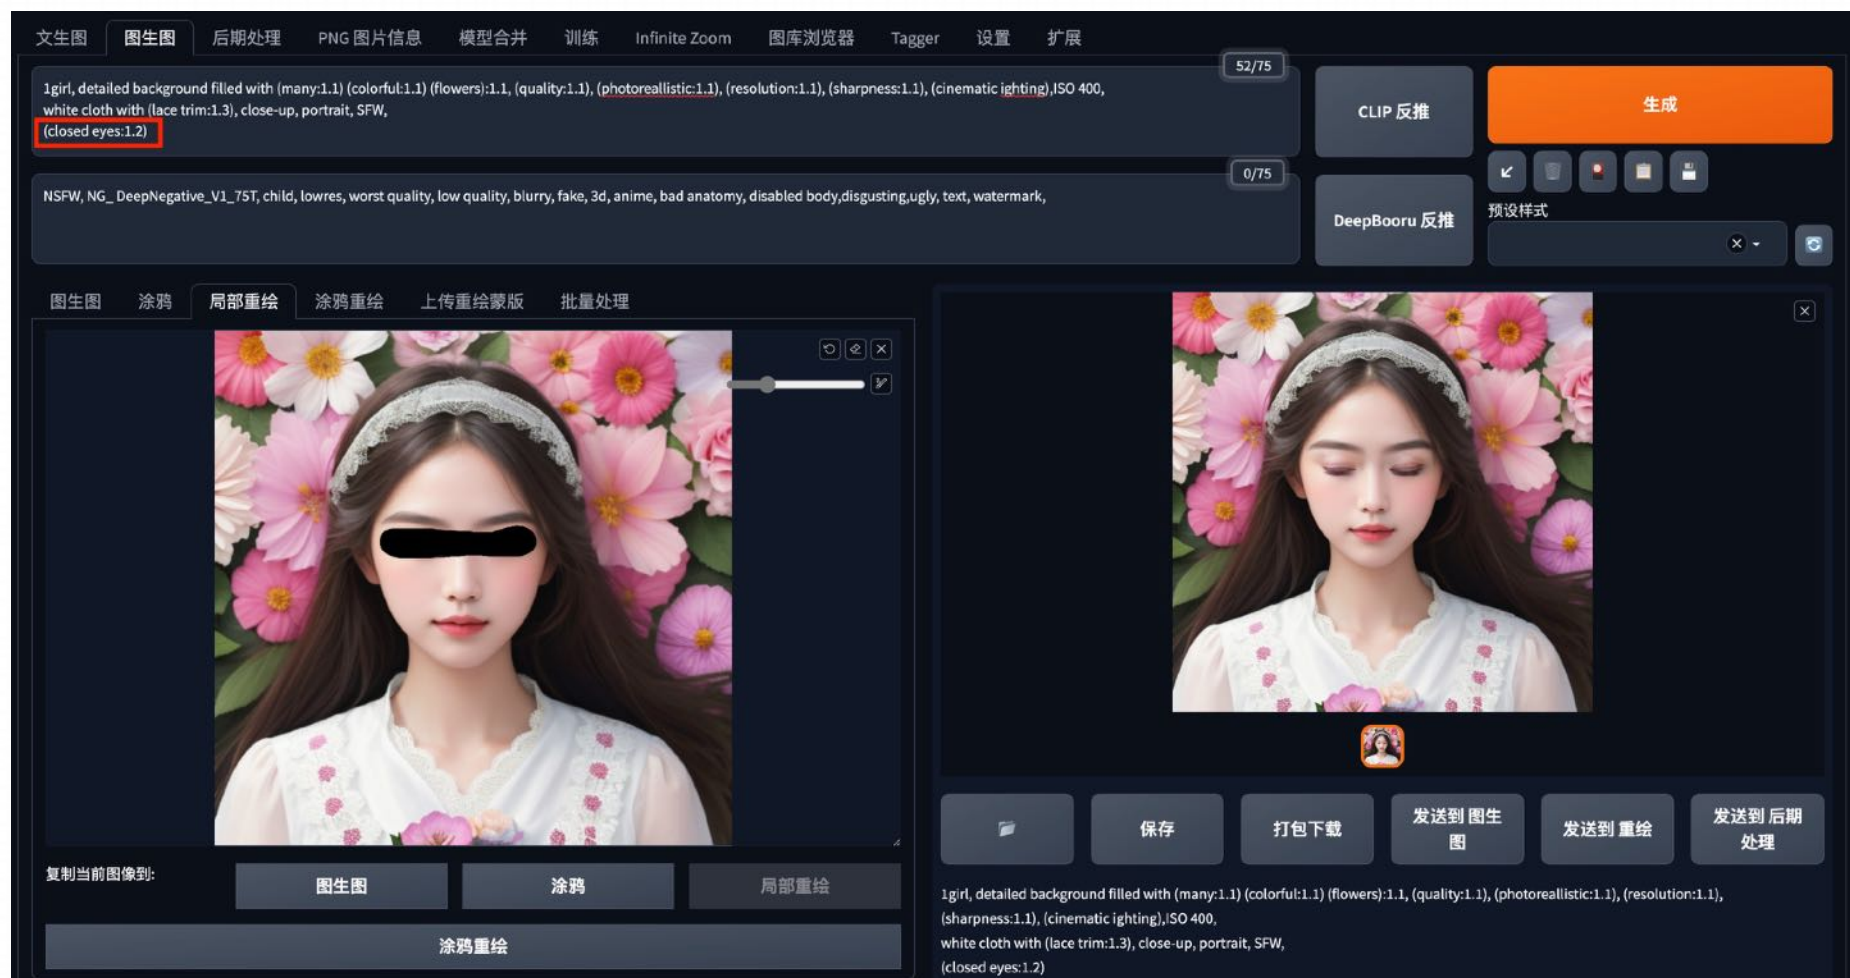 文生图 图生图 后期处理 PNG 图片信息 模型合并 训练 Infinite Zoom 图库浏览器 Tagger 设置 扩展
52/75
1girl, detailed background filled with (many:1.1) (colorful:1.1) (flowers):1.1, (quality:1.1), (photoreallistic:1.1), (resolution:1.1), (sharpness:1.1), (cinematic ighting),ISO 400,
white cloth with (lace trim:1.3), close-up, portrait, SFW,
(closed eyes:1.2)
CLIP 反推
生成
0/75
NSFW, NG_ DeepNegative_V1_75T, child, lowres, worst quality, low quality, blurry, fake, 3d, anime, bad anatomy, disabled body,disgusting,ugly, text, watermark,
DeepBooru 反推
预设样式
图生图 涂鸦 局部重绘 涂鸦重绘 上传重绘蒙版 批量处理
复制当前图像到:
图生图 涂鸦 局部重绘
涂鸦重绘
保存 打包下载 发送到 图生图 发送到 重绘 发送到 后期处理
1girl, detailed background filled with (many:1.1) (colorful:1.1) (flowers):1.1, (quality:1.1), (photoreallistic:1.1), (resolution:1.1),
(sharpness:1.1), (cinematic ighting),ISO 400,
white cloth with (lace trim:1.3), close-up, portrait, SFW,
(closed eyes:1.2)